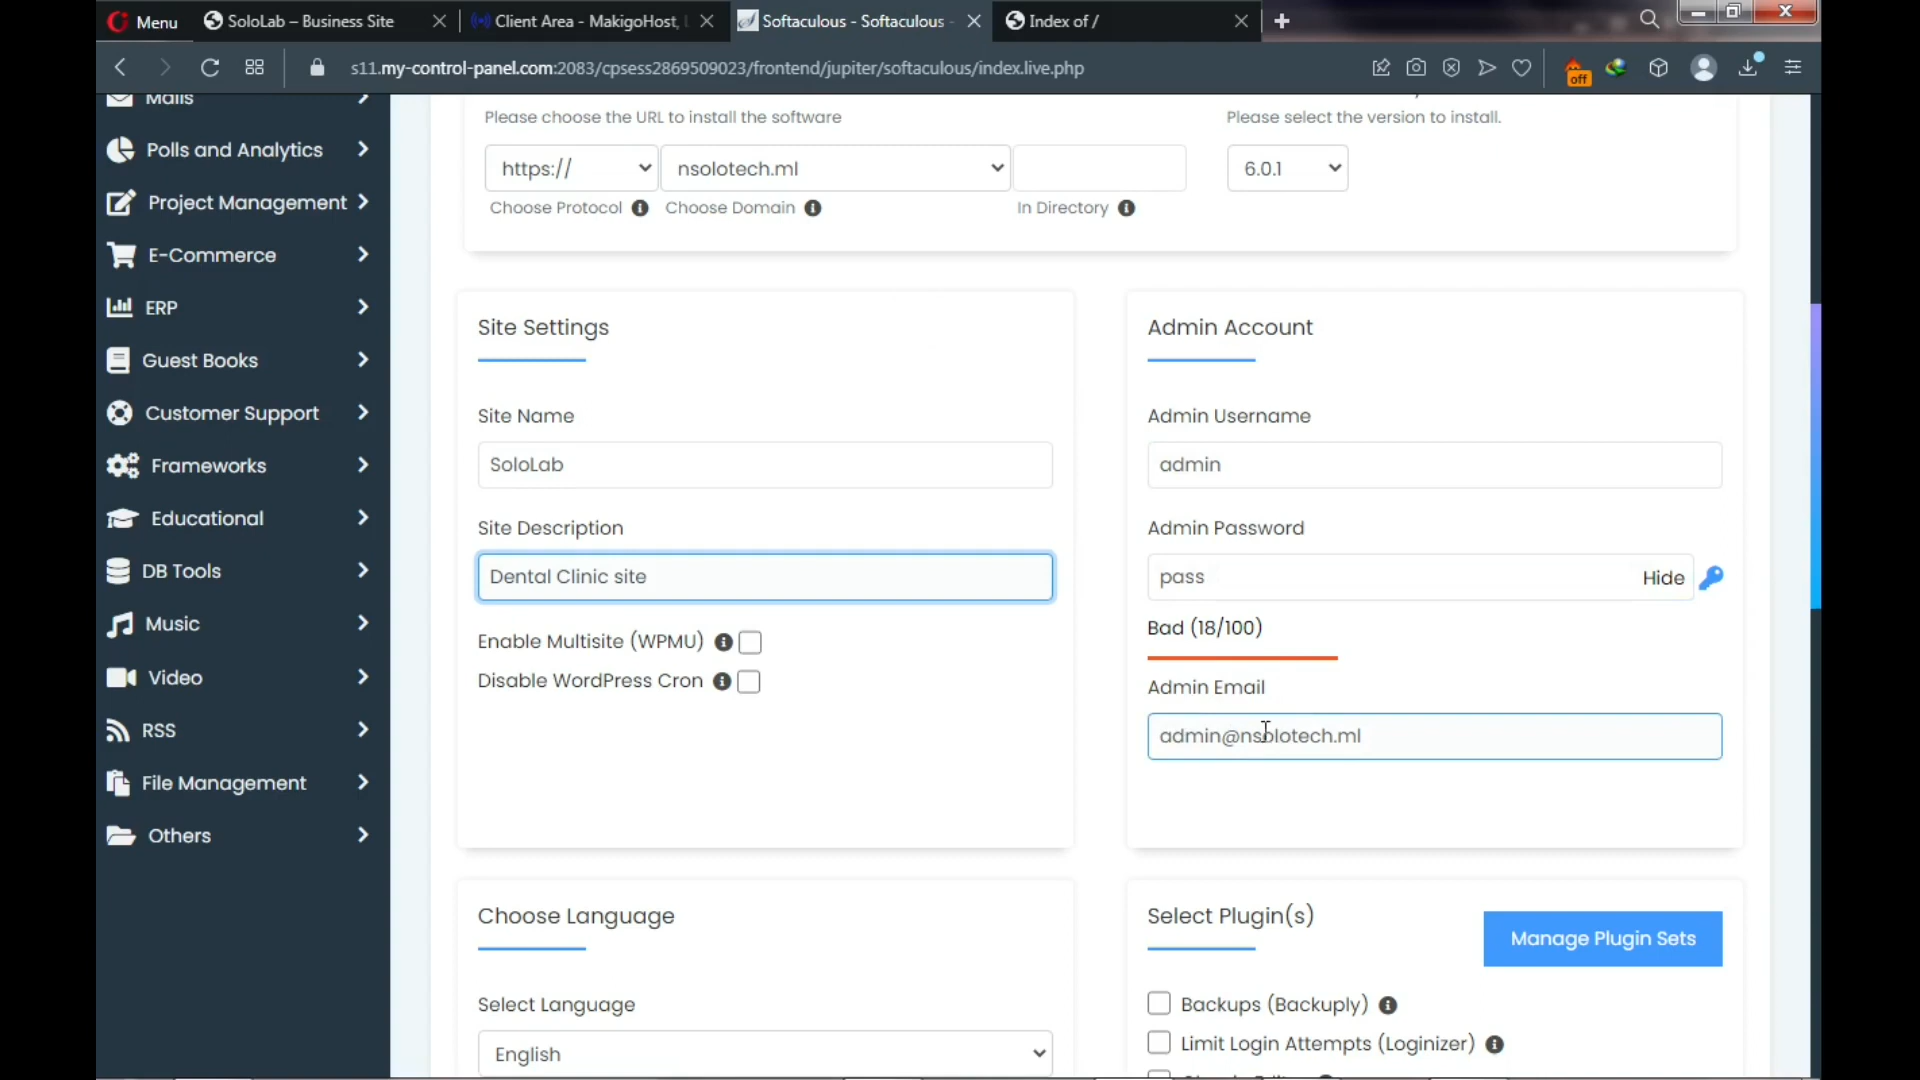 Menu
SoloLab – Business Site
Client Area - MakigoHost,
Softaculous - Softaculous -
Index of /
s11.my-control-panel.com:2083/cpsess2869509023/frontend/jupiter/softaculous/index.live.php
off
Mails
Polls and Analytics
Project Management
E-Commerce
ERP
Guest Books
Customer Support
Frameworks
Educational
DB Tools
Music
Video
RSS
File Management
Others
Please choose the URL to install the software
Please select the version to install.
https://
nsolotech.ml
6.0.1
Choose Protocol
Choose Domain
In Directory
Site Settings
Site Name
SoloLab
Site Description
Dental Clinic site
Enable Multisite (WPMU)
Disable WordPress Cron
Admin Account
Admin Username
admin
Admin Password
pass
Hide
Bad (18/100)
Admin Email
admin@nsolotech.ml
Choose Language
Select Language
English
Select Plugin(s)
Manage Plugin Sets
Backups (Backuply)
Limit Login Attempts (Loginizer)